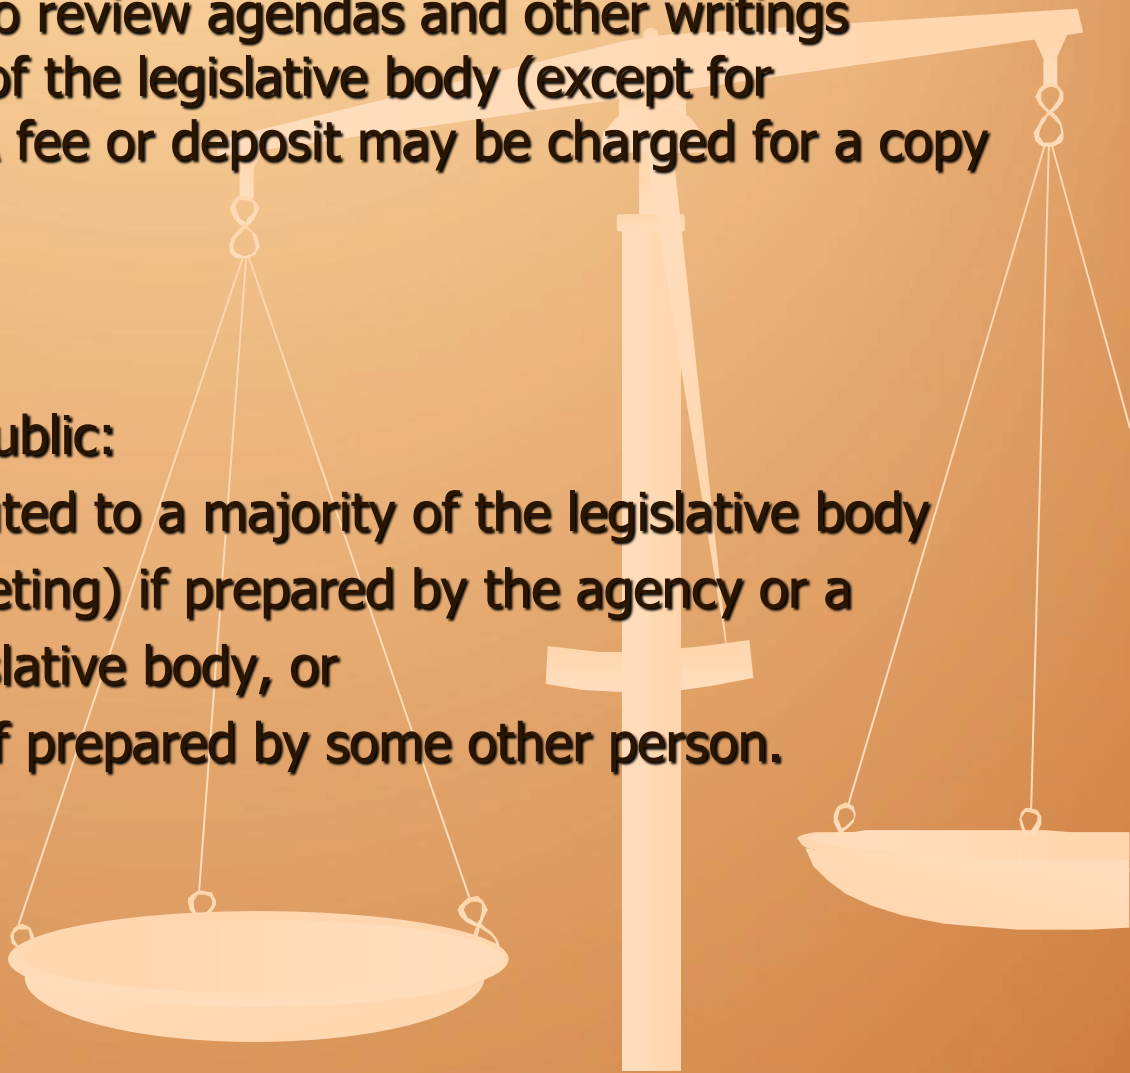 o review agendas and other writings
of the legislative body (except for
fee or deposit may be charged for a copy
ublic:
ted to a majority of the legislative body
eting) if prepared by the agency or a
slative body, or
f prepared by some other person.